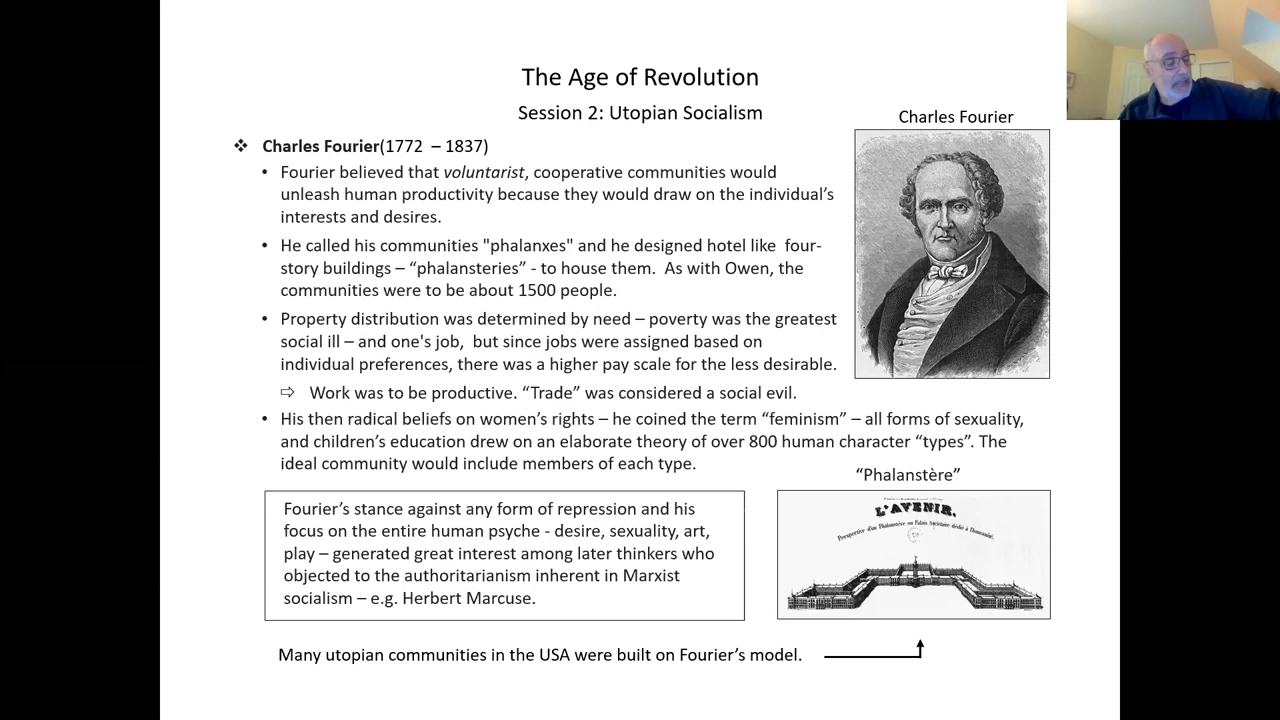 The Age of Revolution
Session 2: Utopian Socialism
Charles Fourier
❖ Charles Fourier(1772 – 1837)
• Fourier believed that voluntarist, cooperative communities would
unleash human productivity because they would draw on the individual’s
interests and desires.
• He called his communities "phalanxes" and he designed hotel like four-
story buildings – “phalansteries” - to house them. As with Owen, the
communities were to be about 1500 people.
• Property distribution was determined by need – poverty was the greatest
social ill – and one's job, but since jobs were assigned based on
individual preferences, there was a higher pay scale for the less desirable.
⇨ Work was to be productive. “Trade” was considered a social evil.
• His then radical beliefs on women’s rights – he coined the term “feminism” – all forms of sexuality,
and children’s education drew on an elaborate theory of over 800 human character “types”. The
ideal community would include members of each type.
“Phalanstère”
Fourier’s stance against any form of repression and his
focus on the entire human psyche - desire, sexuality, art,
play – generated great interest among later thinkers who
objected to the authoritarianism inherent in Marxist
socialism – e.g. Herbert Marcuse.
L'AVENIR.
Perspective d'un Phalanstère ou Palais Sociétaire dédié à l'humanité.
Many utopian communities in the USA were built on Fourier’s model.